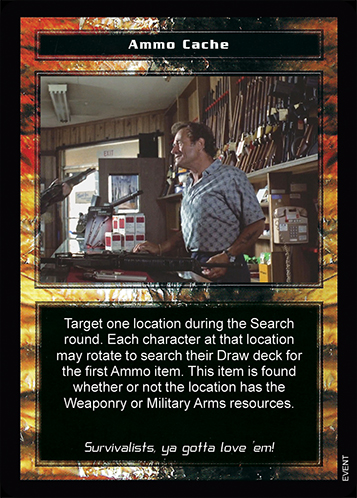 Ammo Cache
Target one location during the Search
round. Each character at that location
may rotate to search their Draw deck for
the first Ammo item. This item is found
whether or not the location has the
Weaponry or Military Arms resources.
Survivalists, ya gotta love 'em!
EVENT